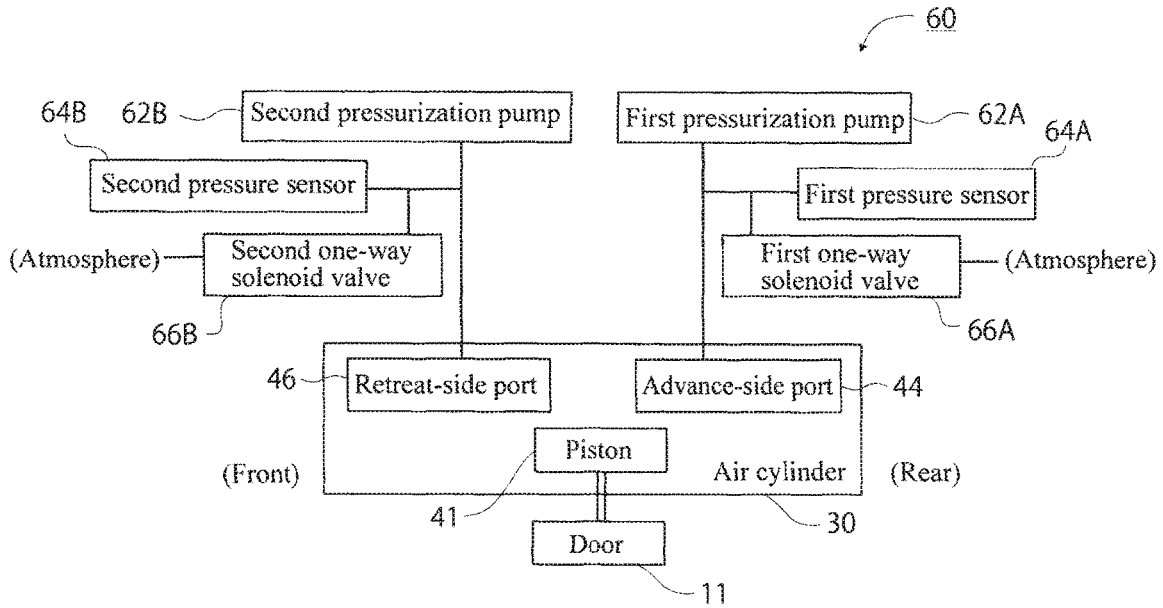 60
64B
62B
Second pressurization pump
First pressurization pump
62A
64A
Second pressure sensor
First pressure sensor
(Atmosphere)
Second one-way
solenoid valve
First one-way
solenoid valve
(Atmosphere)
66B
66A
46
Retreat-side port
Advance-side port
44
Piston
(Front)
Air cylinder
(Rear)
41
30
Door
11